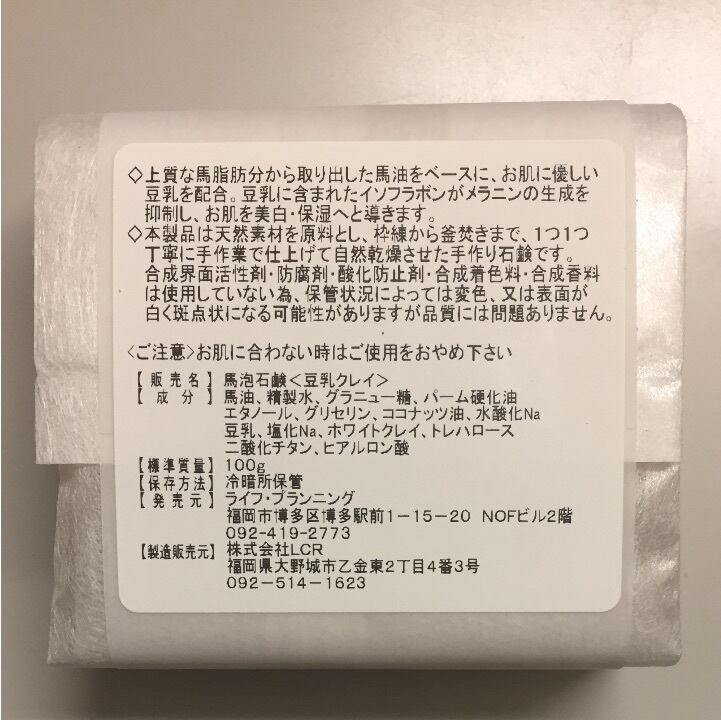 ◇上質な馬脂肪分から取り出した馬油をベースに、お肌に優しい
豆乳を配合。豆乳に含まれたイソフラボンがメラニンの生成を
抑制し、お肌を美白・保湿へと導きます。
◇本製品は天然素材を原料とし、枠練から釜焚きまで、1つ1つ
丁寧に手作業で仕上げて自然乾燥させた手作り石鹸です。
合成界面活性剤・防腐剤・酸化防止剤・合成着色料・合成香料
は使用していない為、保管状況によっては変色、又は表面が
白く斑点状になる可能性がありますが品質には問題ありません。
<ご注意>お肌に合わない時はご使用をおやめ下さい
【販売名】馬泡石鹸<豆乳クレイ>
【成分】馬油、精製水、グラニュー糖、パーム硬化油
エタノール、グリセリン、ココナッツ油、水酸化Na
豆乳、塩化Na、ホワイトクレイ、トレハロース
二酸化チタン、ヒアルロン酸
【標準質量】100g
【保存方法】冷暗所保管
【発売元】ライフ・プランニング
福岡市博多区博多駅前1-15-20 NOFビル2階
092-419-2773
【製造販売元】株式会社LCR
福岡県大野城市乙金東2丁目4番3号
092-514-1623